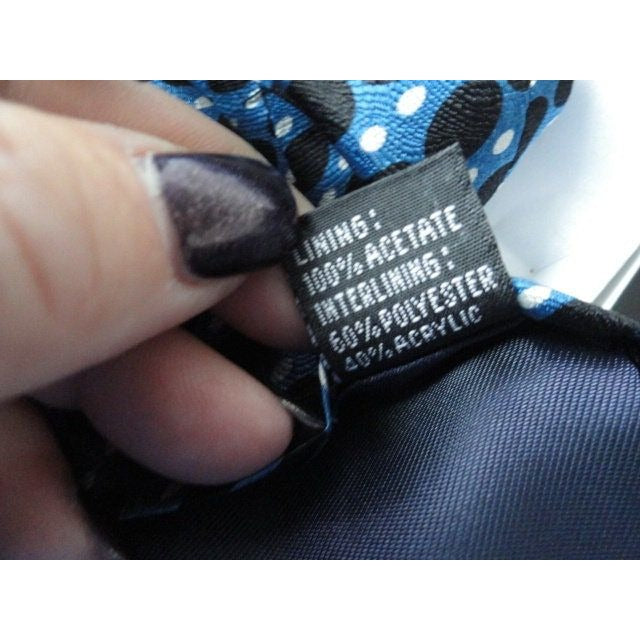 LINING:
100% ACETATE
INTERLINING:
60% POLYESTER
40% ACRYLIC